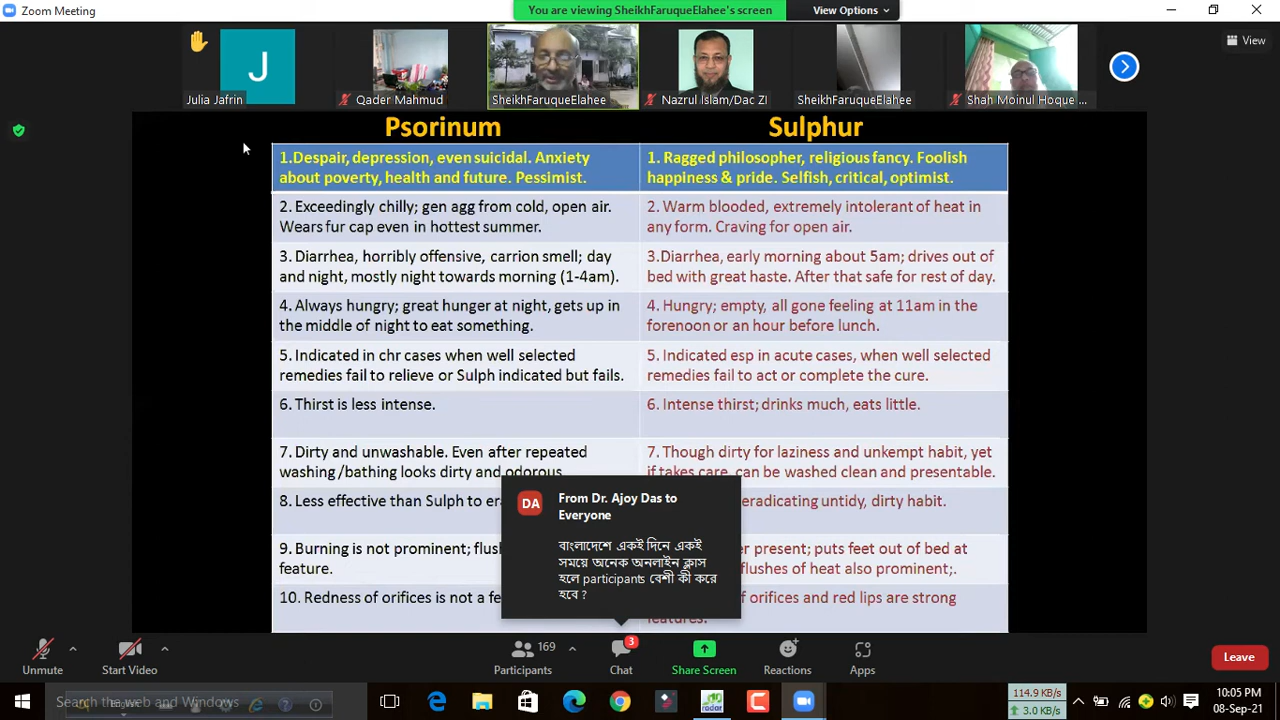 Zoom Meeting
You are viewing SheikhFaruqueElahee's screen
View Options
View
J
Julia Jafrin
Qader Mahmud
SheikhFaruqueElahee
Nazrul Islam/Dac ZI
SheikhFaruqueElahee
Shah Moinul Hoque ...
Psorinum
Sulphur
1.Despair, depression, even suicidal. Anxiety
about poverty, health and future. Pessimist.
1. Ragged philosopher, religious fancy. Foolish
happiness & pride. Selfish, critical, optimist.
2. Exceedingly chilly; gen agg from cold, open air.
Wears fur cap even in hottest summer.
2. Warm blooded, extremely intolerant of heat in
any form. Craving for open air.
3. Diarrhea, horribly offensive, carrion smell; day
and night, mostly night towards morning (1-4am).
3.Diarrhea, early morning about 5am; drives out of
bed with great haste. After that safe for rest of day.
4. Always hungry; great hunger at night, gets up in
the middle of night to eat something.
4. Hungry; empty, all gone feeling at 11am in the
forenoon or an hour before lunch.
5. Indicated in chr cases when well selected
remedies fail to relieve or Sulph indicated but fails.
5. Indicated esp in acute cases, when well selected
remedies fail to act or complete the cure.
6. Thirst is less intense.
6. Intense thirst; drinks much, eats little.
7. Dirty and unwashable. Even after repeated
washing /bathing looks dirty and odorous
7. Though dirty for laziness and unkempt habit, yet
if takes care, can be washed clean and presentable.
8. Less effective than Sulph to er
eradicating untidy, dirty habit.
9. Burning is not prominent; flus
feature.
er present; puts feet out of bed at
flushes of heat also prominent;.
10. Redness of orifices is not a fe
f orifices and red lips are strong
features.
DA
From Dr. Ajoy Das to
Everyone
বাংলাদেশে একই দিনে একই
সময়ে অনেক অনলাইন ক্লাস
হলে participants বেশী কী করে
হবে ?
Unmute
Start Video
169
Participants
3
Chat
Share Screen
Reactions
Apps
Leave
Search the web and Windows
English
radar
114.9 KB/s
3.0 KB/s
10:05 PM
08-Sep-21